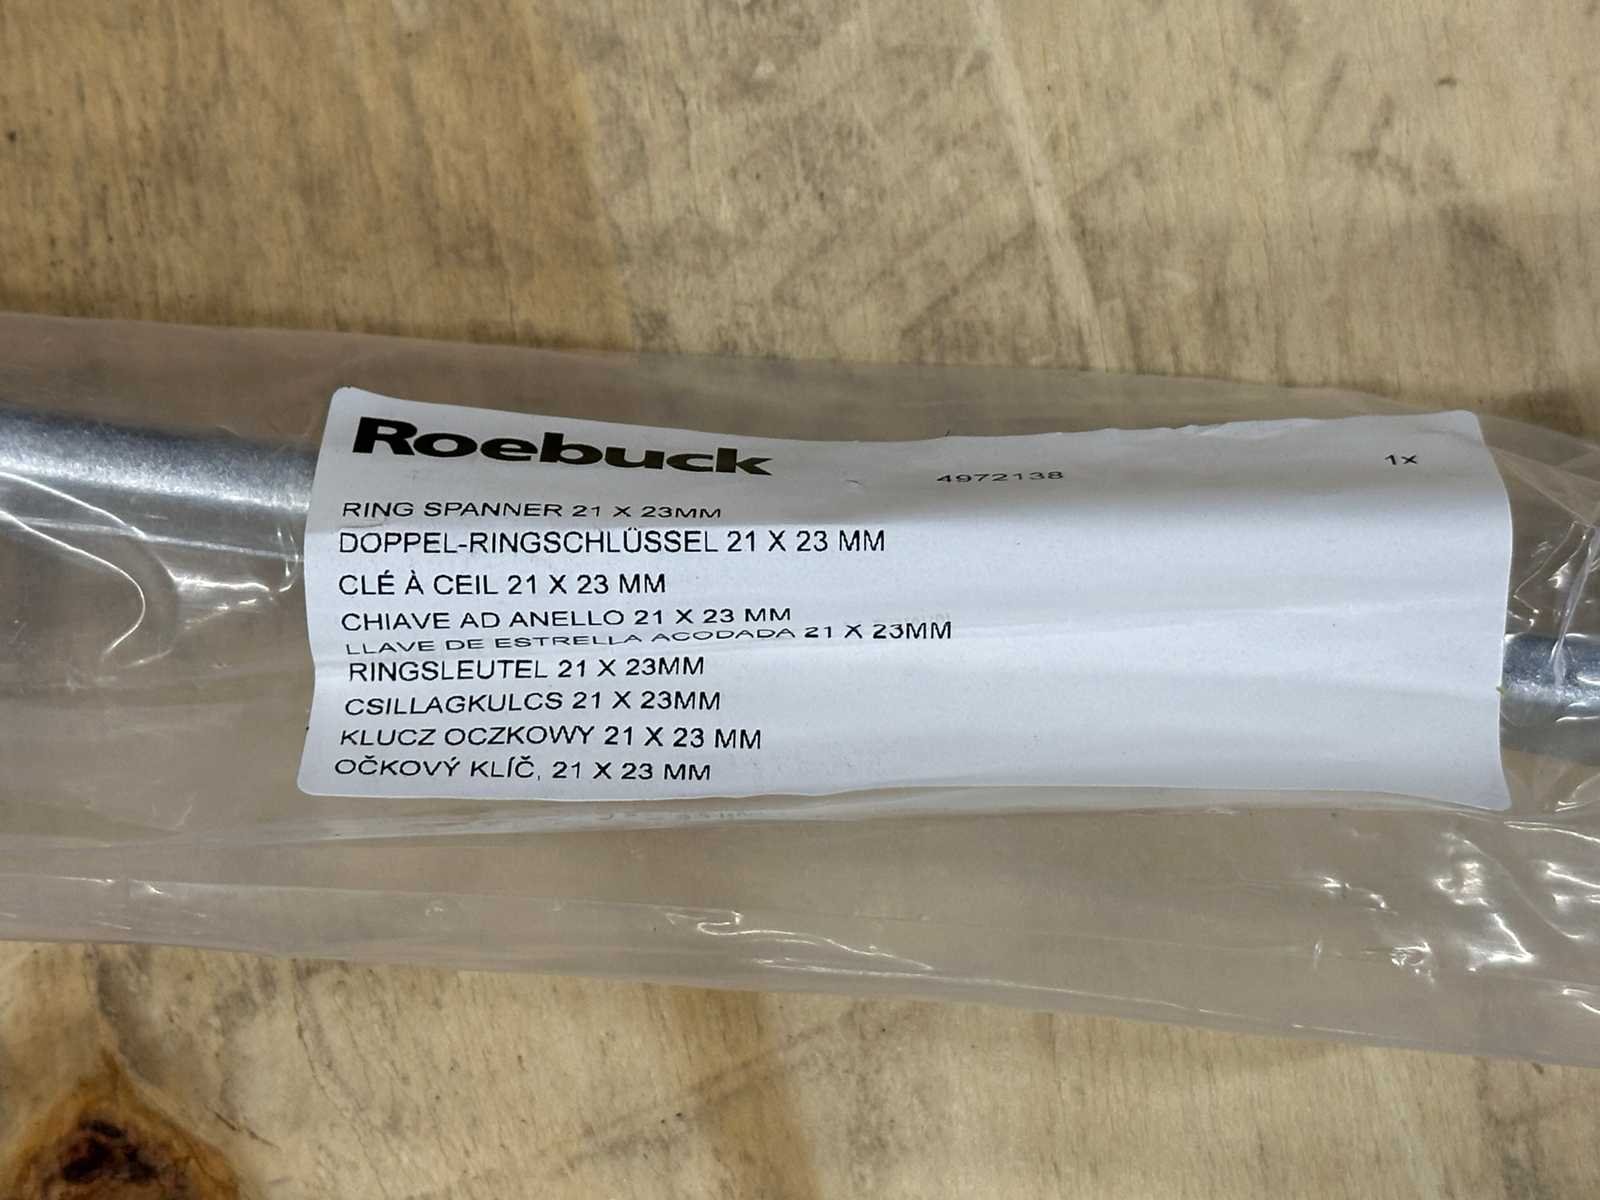 Roebuck 4972138 1x
RING SPANNER 21 X 23MM
DOPPEL-RINGSCHLÜSSEL 21 X 23 MM
CLÉ À CEIL 21 X 23 MM
CHIAVE AD ANELLO 21 X 23 MM
LLAVE DE ESTRELLA ACODADA 21 X 23MM
RINGSLEUTEL 21 X 23MM
CSILLAGKULCS 21 X 23MM
KLUCZ OCZKOWY 21 X 23 MM
OČKOVÝ KLÍČ, 21 X 23 MM